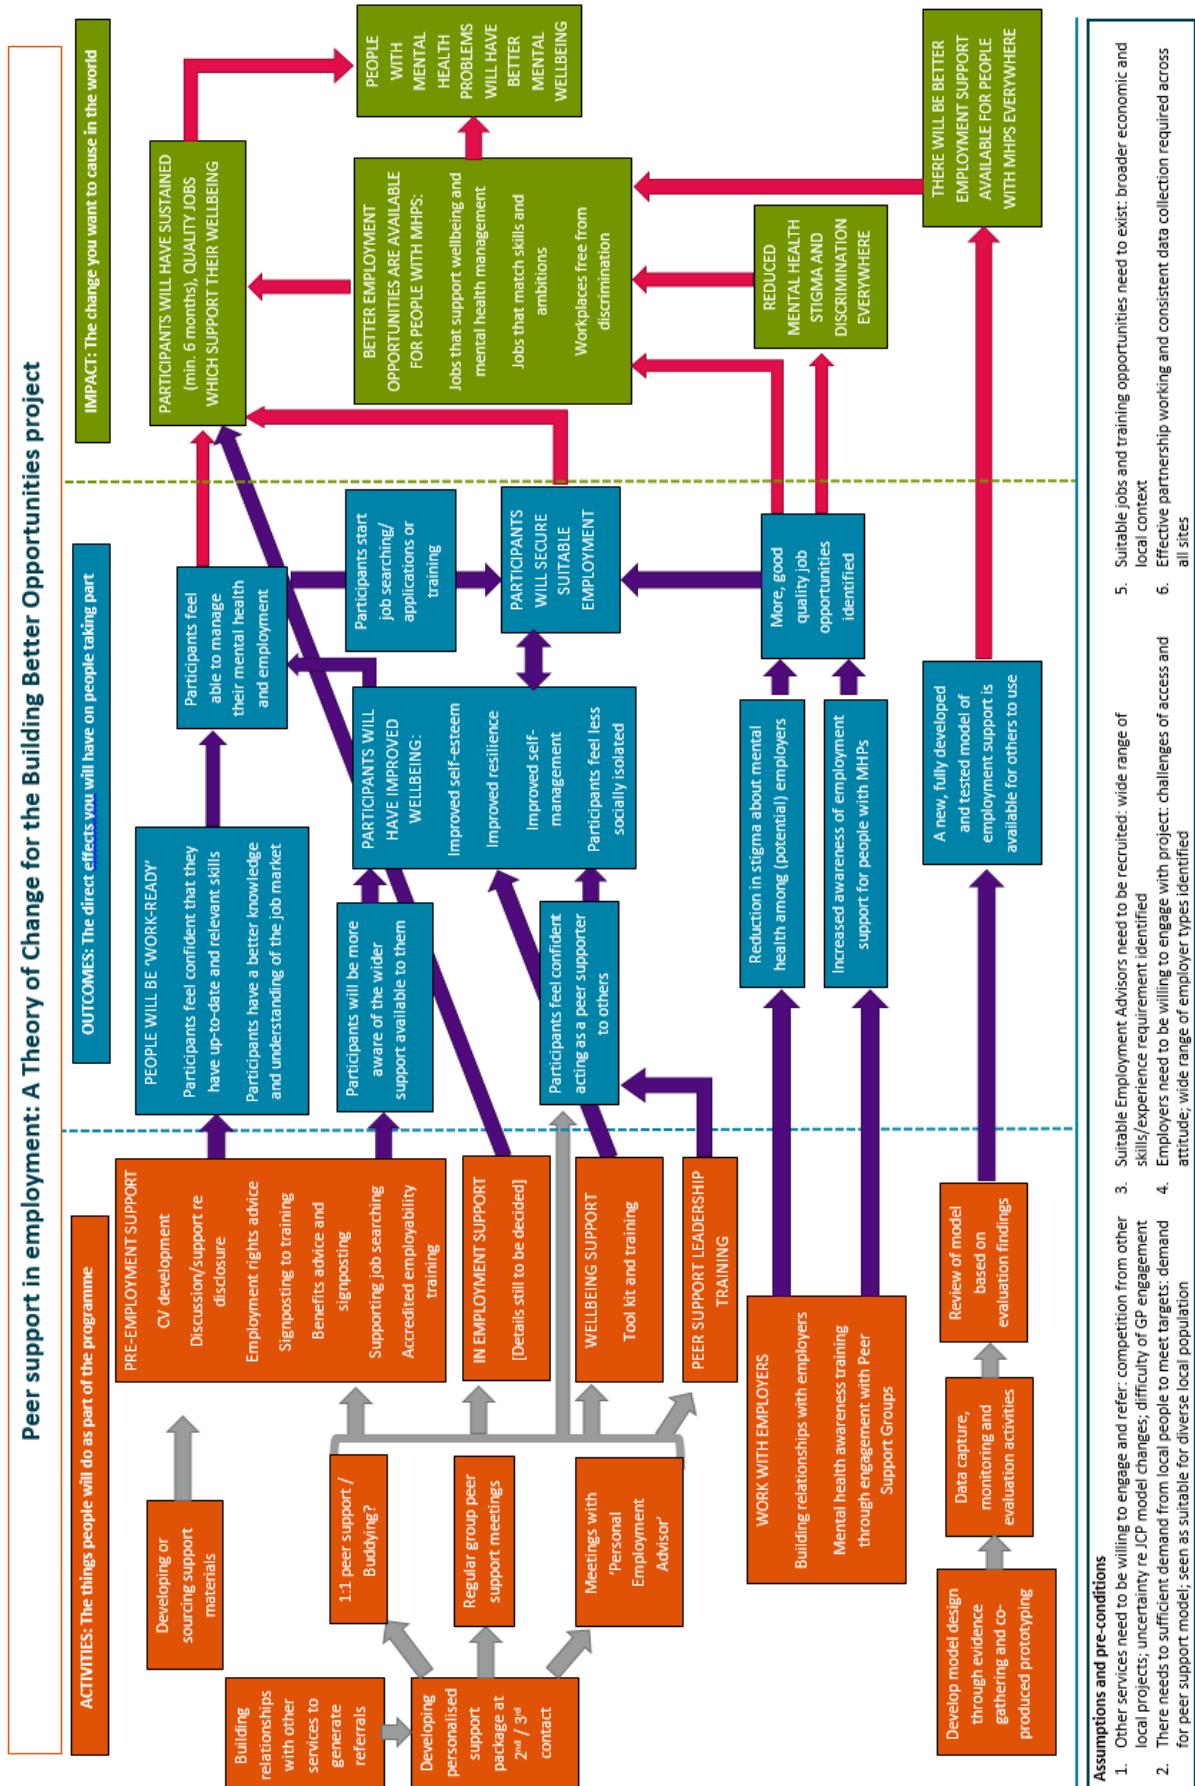 Peer support in employment: A Theory of Change for the Building Better Opportunities project
ACTIVITIES: The things people will do as part of the programme
OUTCOMES: The direct effects you will have on people taking part
IMPACT: The change you want to cause in the world
Building
relationships
with other
services to
generate
referrals
Developing
personalised
support
package at
2nd / 3rd
contact
Developing or
sourcing support
materials
1:1 peer support /
Buddying?
Regular group peer
support meetings
Meetings with
'Personal
Employment
Advisor'
PRE-EMPLOYMENT SUPPORT
CV development
Discussion/support re
disclosure
Employment rights advice
Signposting to training
Benefits advice and
signposting
Supporting job searching
Accredited employability
training
IN EMPLOYMENT SUPPORT
[Details still to be decided]
WELLBEING SUPPORT
Tool kit and training
PEER SUPPORT LEADERSHIP
TRAINING
WORK WITH EMPLOYERS
Building relationships with employers
Mental health awareness training
through engagement with Peer
Support Groups
Develop model design
through evidence
gathering and co-
produced prototyping
Data capture,
monitoring and
evaluation activities
Review of model
based on
evaluation findings
PEOPLE WILL BE 'WORK-READY'
Participants feel confident that they
have up-to-date and relevant skills
Participants have a better knowledge
and understanding of the job market
Participants will be more
aware of the wider
support available to them
Participants feel confident
acting as a peer supporter
to others
Participants feel
able to manage
their mental health
and employment
PARTICIPANTS WILL
HAVE IMPROVED
WELLBEING:
Improved self-esteem
Improved resilience
Improved self-
management
Participants feel less
socially isolated
Participants start
job searching/
applications or
training
PARTICIPANTS
WILL SECURE
SUITABLE
EMPLOYMENT
Reduction in stigma about mental
health among (potential) employers
Increased awareness of employment
support for people with MHPs
More, good
quality job
opportunities
identified
A new, fully developed
and tested model of
employment support is
available for others to use
PARTICIPANTS WILL HAVE SUSTAINED
(min. 6 months), QUALITY JOBS
WHICH SUPPORT THEIR WELLBEING
BETTER EMPLOYMENT
OPPORTUNITIES ARE AVAILABLE
FOR PEOPLE WITH MHPS:
Jobs that support wellbeing and
mental health management
Jobs that match skills and
ambitions
Workplaces free from
discrimination
PEOPLE
WITH
MENTAL
HEALTH
PROBLEMS
WILL HAVE
BETTER
MENTAL
WELLBEING
REDUCED
MENTAL HEALTH
STIGMA AND
DISCRIMINATION
EVERYWHERE
THERE WILL BE BETTER
EMPLOYMENT SUPPORT
AVAILABLE FOR PEOPLE
WITH MHPS EVERYWHERE
Assumptions and pre-conditions
1. Other services need to be willing to engage and refer: competition from other
local projects; uncertainty re JCP model changes; difficulty of GP engagement
2. There needs to sufficient demand from local people to meet targets: demand
for peer support model; seen as suitable for diverse local population
3. Suitable Employment Advisors need to be recruited: wide range of
skills/experience requirement identified
4. Employers need to be willing to engage with project: challenges of access and
attitude; wide range of employer types identified
5. Suitable jobs and training opportunities need to exist: broader economic and
local context
6. Effective partnership working and consistent data collection required across
all sites